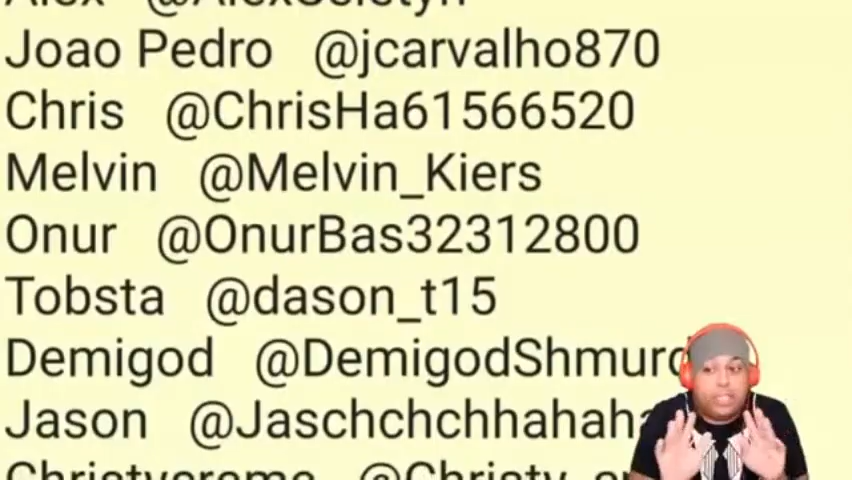 Joao Pedro @jcarvalho870
Chris @ChrisHa61566520
Melvin @Melvin_Kiers
Onur @OnurBas32312800
Tobsta @dason_t15
Demigod
Jason